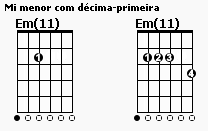 Mi menor com décima-primeira
Em(11) Em(11)
1 1 2 3
4